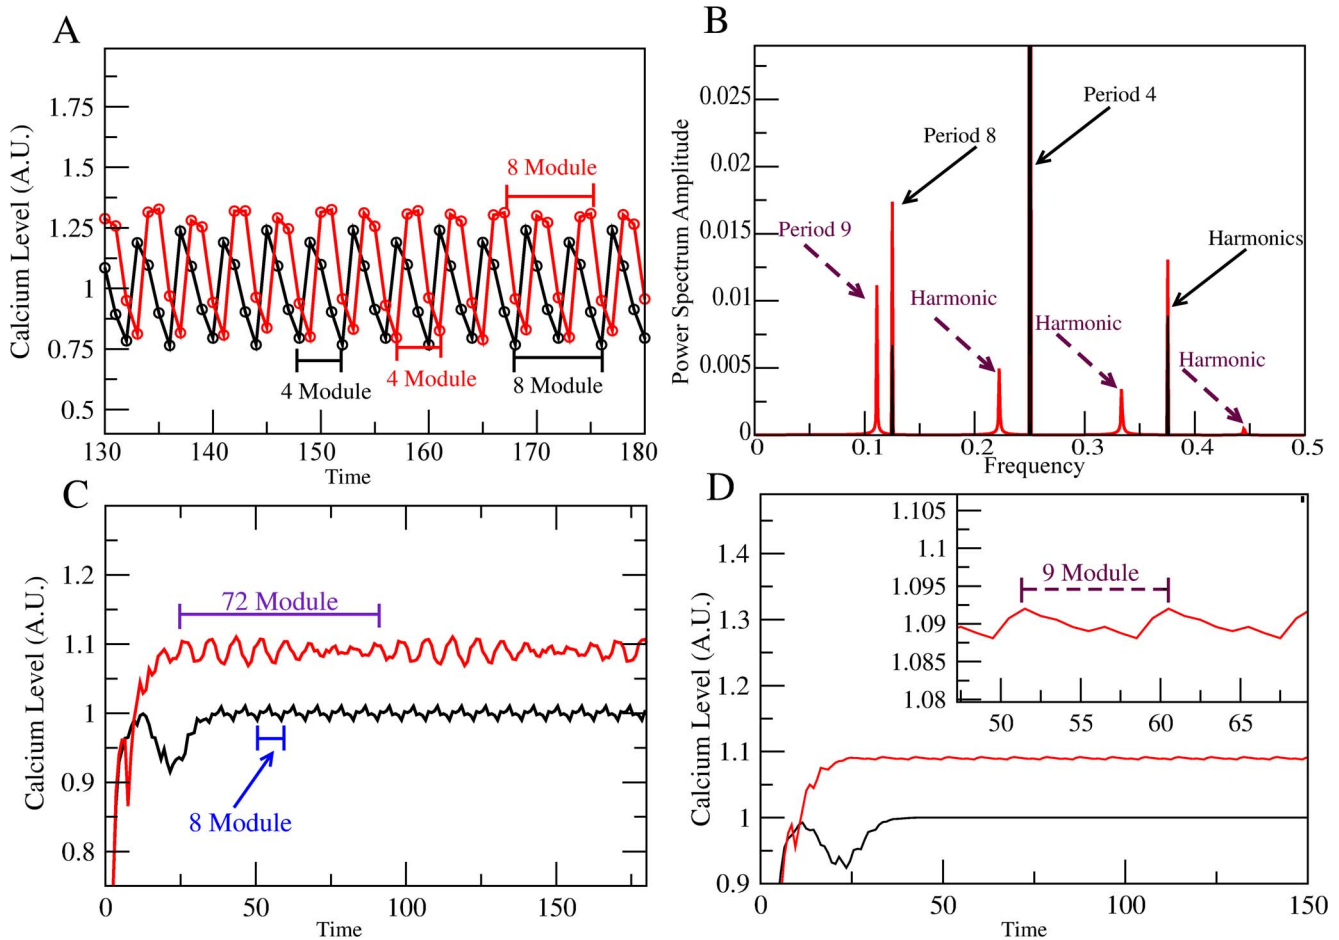 A
Calcium Level (A.U.)
1.75
1.5
1.25
1
0.75
0.5
8 Module
4 Module
4 Module
8 Module
130
140
150
160
170
180
Time
B
Power Spectrum Amplitude
0.025
0.02
0.015
0.01
0.005
0
Period 4
Period 8
Period 9
Harmonics
Harmonic
Harmonic
Harmonic
0
0.1
0.2
0.3
0.4
0.5
Frequency
C
Calcium Level (A.U.)
1.2
1.1
1
0.9
0.8
72 Module
8 Module
0
50
100
150
Time
D
Calcium Level (A.U.)
1.4
1.3
1.2
1.1
1
0.9
1.105
1.1
1.095
1.09
1.085
1.08
9 Module
50
55
60
65
0
50
100
150
Time